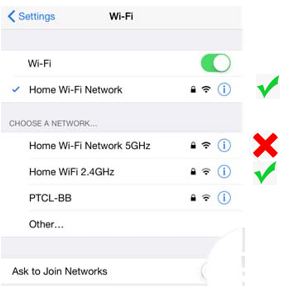 Settings Wi-Fi
Wi-Fi
Home Wi-Fi Network
CHOOSE A NETWORK...
Home Wi-Fi Network 5GHz
Home WiFi 2.4GHz
PTCL-BB
Other...
Ask to Join Networks